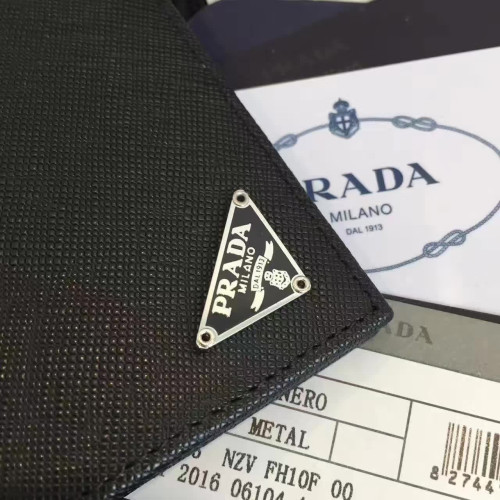 PRADA
MILANO
DAL 1913
PRADA
MILANO
DAL 1913
PRADA
NERO
METAL
NZV FH10F 00
2016 06104
8 2744